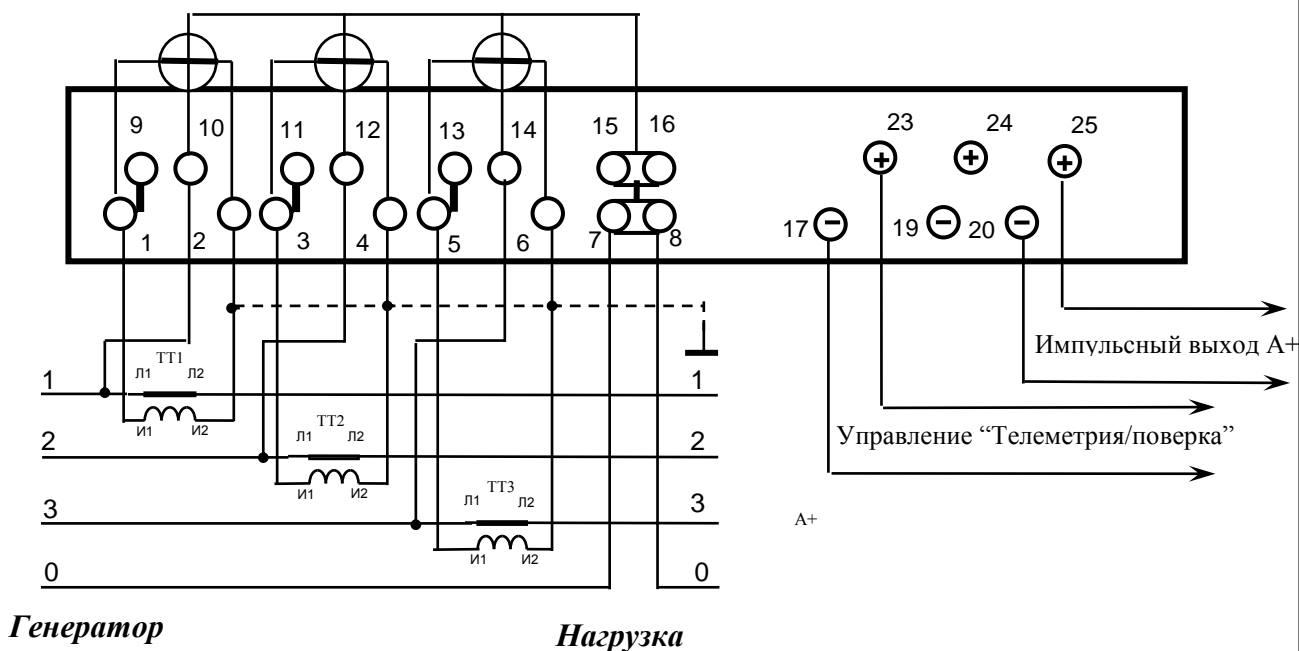 9 10 11 12 13 14 15 16 23 24 25
1 2 3 4 5 6 7 8 17 19 20
Импульсный выход А+
ТТ1
Л1 Л2
1 1
И1 И2
ТТ2
Л1 Л2
2 2
И1 И2
Управление “Телеметрия/поверка”
ТТ3
Л1 Л2
3 3
И1 И2
А+
0 0
Генератор
Нагрузка